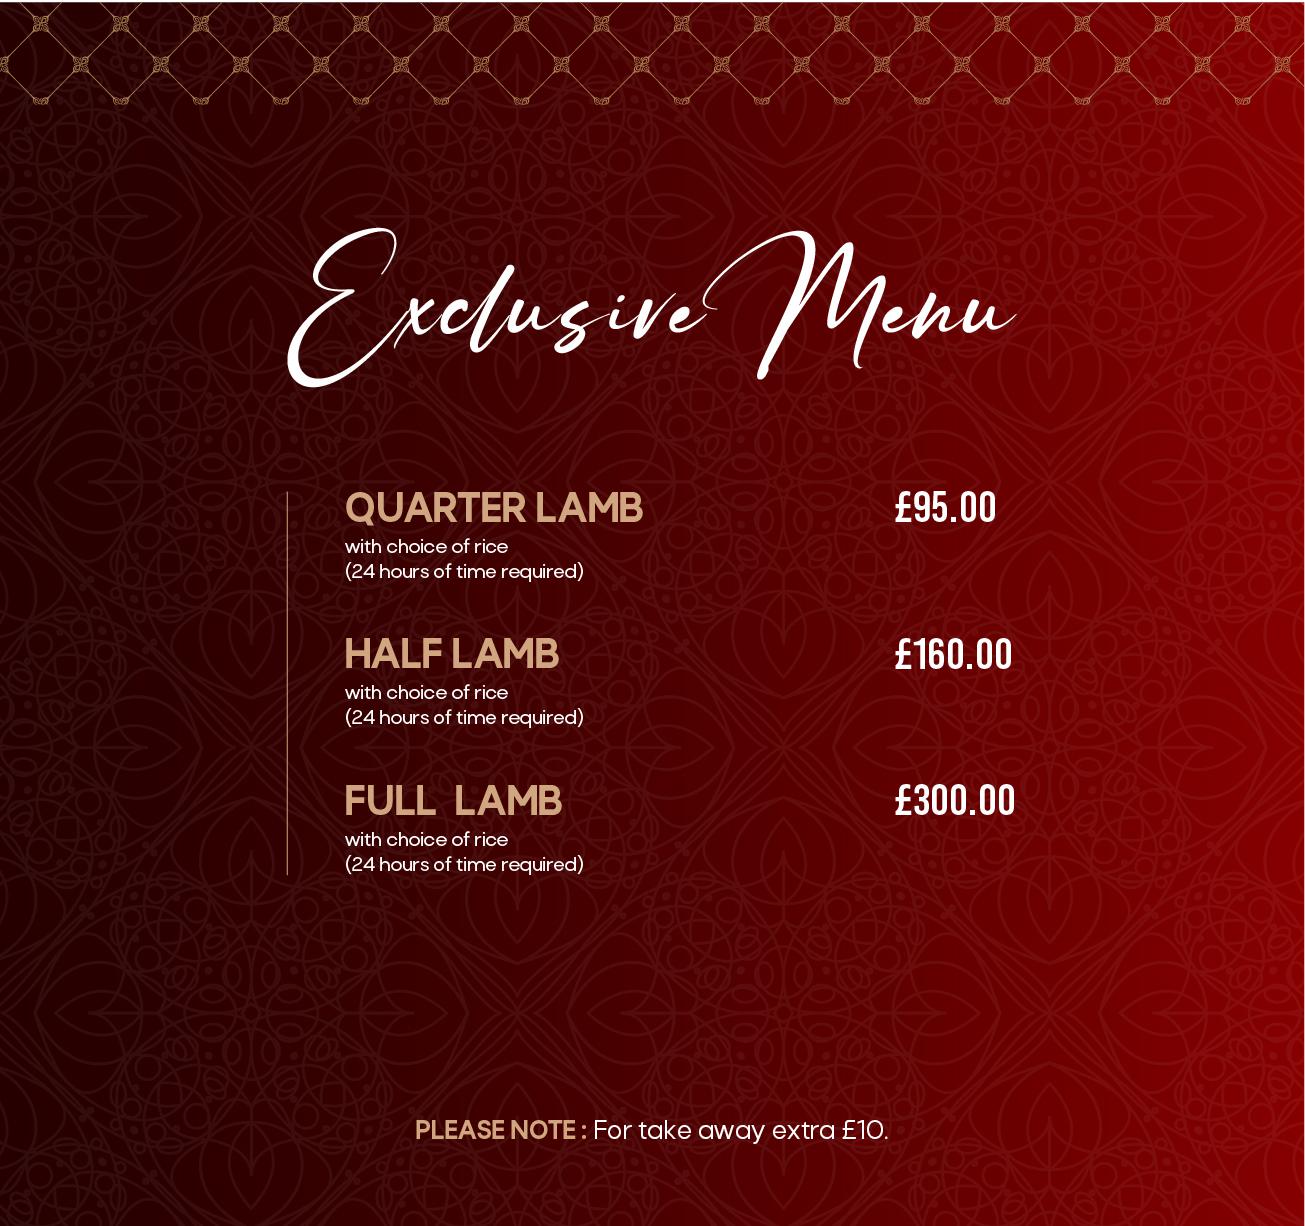 Exclusive Menu
QUARTER LAMB £95.00
with choice of rice
(24 hours of time required)
HALF LAMB £160.00
with choice of rice
(24 hours of time required)
FULL LAMB £300.00
with choice of rice
(24 hours of time required)
PLEASE NOTE : For take away extra £10.